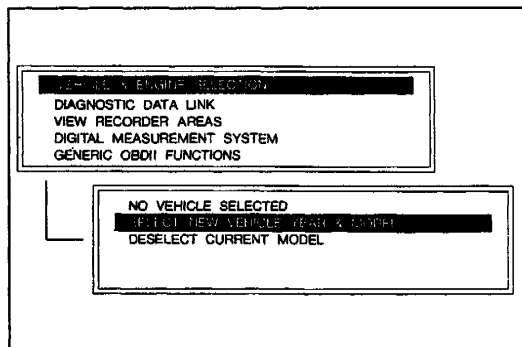 VEHICLE & ENGINE SELECTION
DIAGNOSTIC DATA LINK
VIEW RECORDER AREAS
DIGITAL MEASUREMENT SYSTEM
GENERIC OBDII FUNCTIONS
NO VEHICLE SELECTED
SELECT NEW VEHICLE YEAR & MODEL
DESELECT CURRENT MODEL